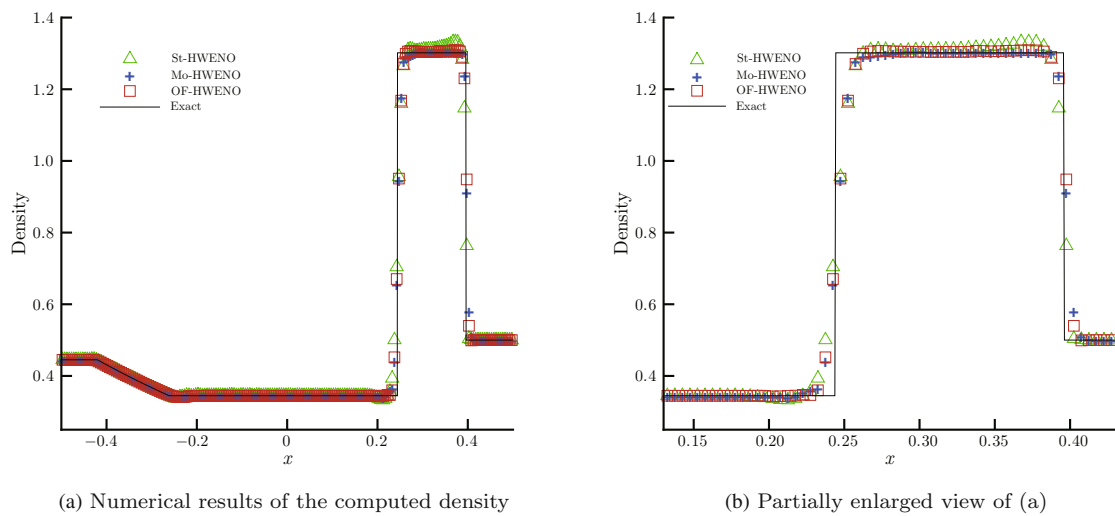 1.4
1.2
1.0
0.8
0.6
0.4
Density
St-HWENO
Mo-HWENO
OF-HWENO
Exact
−0.4
−0.2
0
0.2
0.4
x
(a) Numerical results of the computed density
1.4
1.2
1.0
0.8
0.6
0.4
Density
St-HWENO
Mo-HWENO
OF-HWENO
Exact
0.15
0.20
0.25
0.30
0.35
0.40
x
(b) Partially enlarged view of (a)